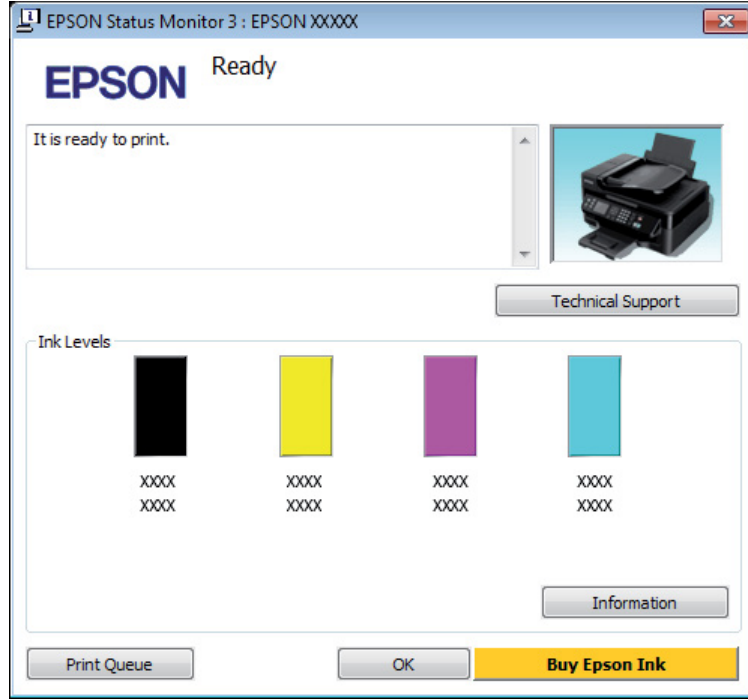 EPSON Status Monitor 3 : EPSON XXXXX
EPSON
Ready
It is ready to print.
Technical Support
Ink Levels
XXXX XXXX XXXX XXXX
XXXX XXXX XXXX XXXX
Information
Print Queue OK Buy Epson Ink